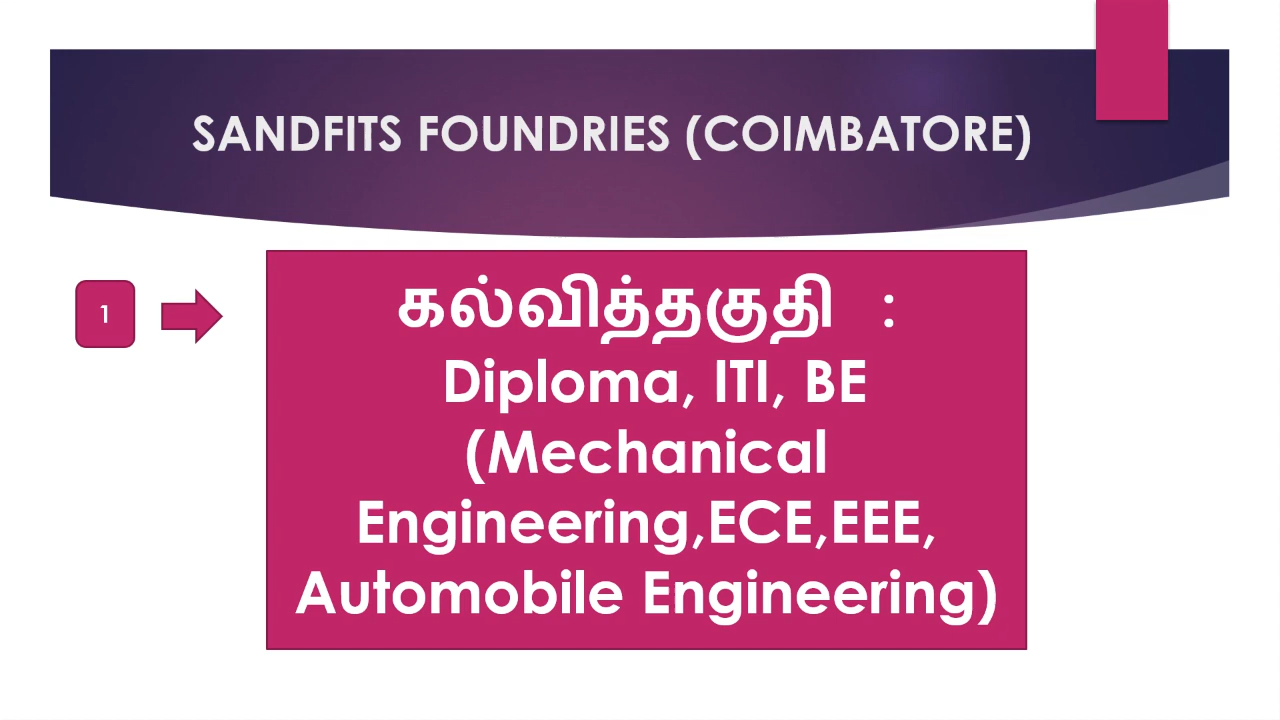 SANDFITS FOUNDRIES (COIMBATORE)
1
கல்வித்தகுதி :
Diploma, ITI, BE
(Mechanical
Engineering,ECE,EEE,
Automobile Engineering)